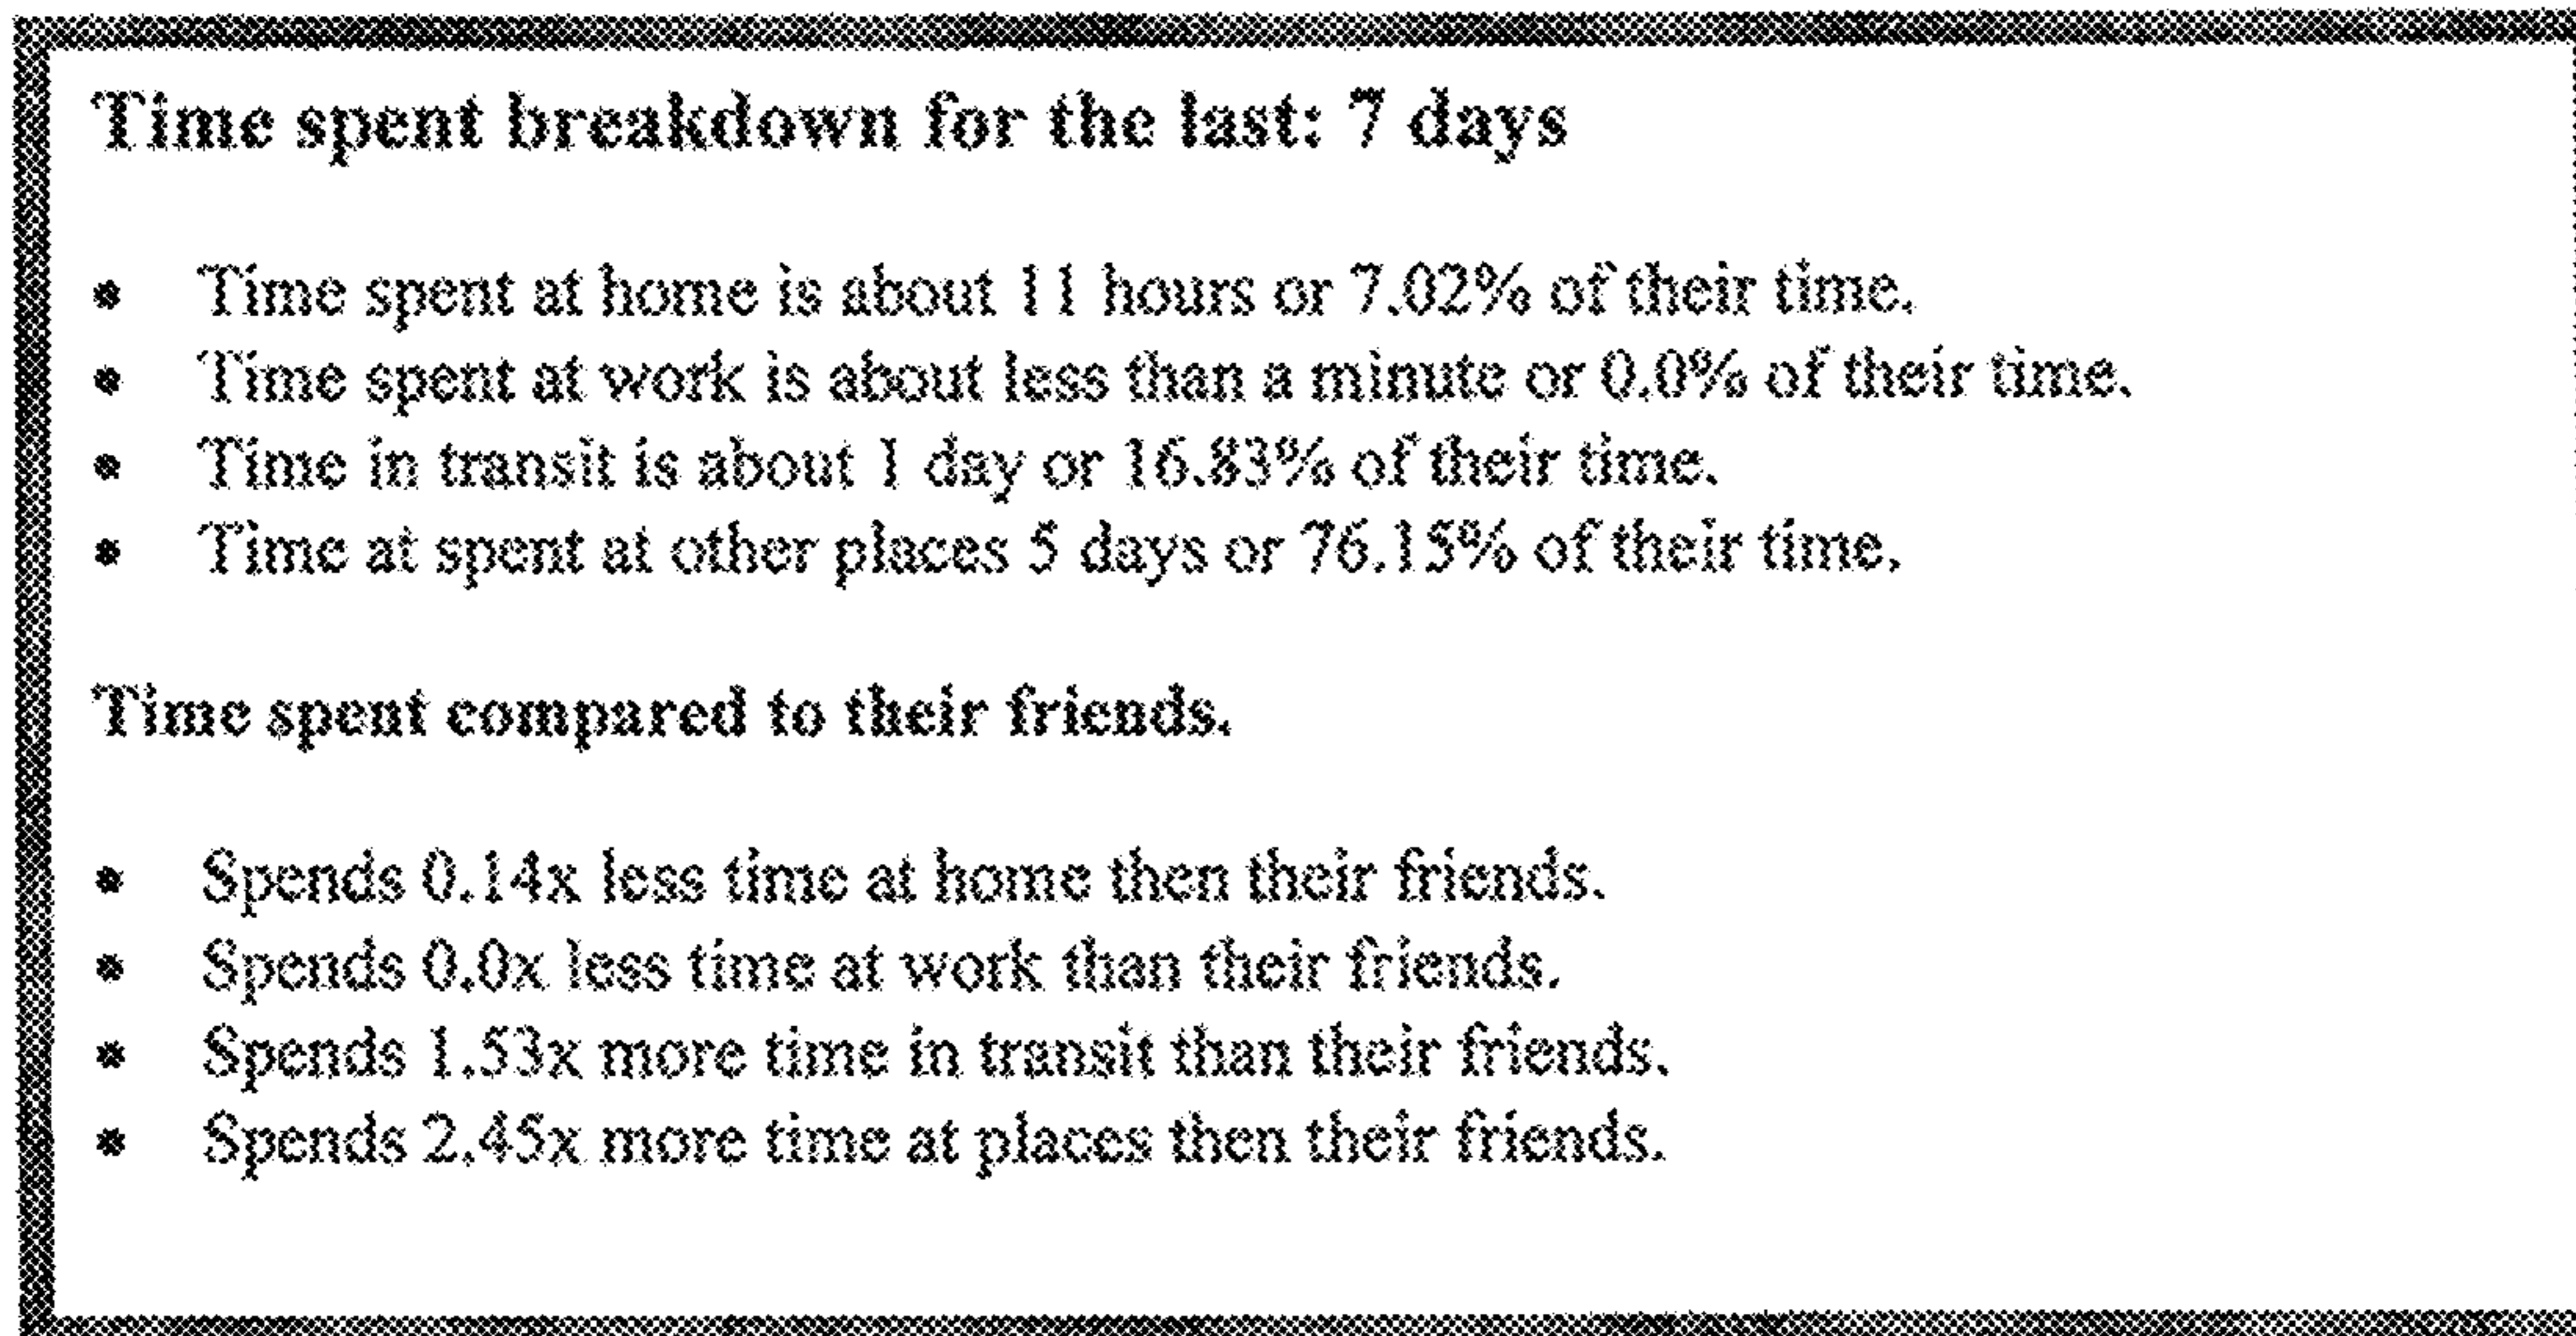 Time spent breakdown for the last: 7 days
• Time spent at home is about 11 hours or 7.02% of their time.
• Time spent at work is about less than a minute or 0.0% of their time.
• Time in transit is about 1 day or 16.83% of their time.
• Time at spent at other places 5 days or 76.15% of their time.
Time spent compared to their friends.
• Spends 0.14x less time at home then their friends.
• Spends 0.0x less time at work than their friends.
• Spends 1.53x more time in transit than their friends.
• Spends 2.45x more time at places then their friends.